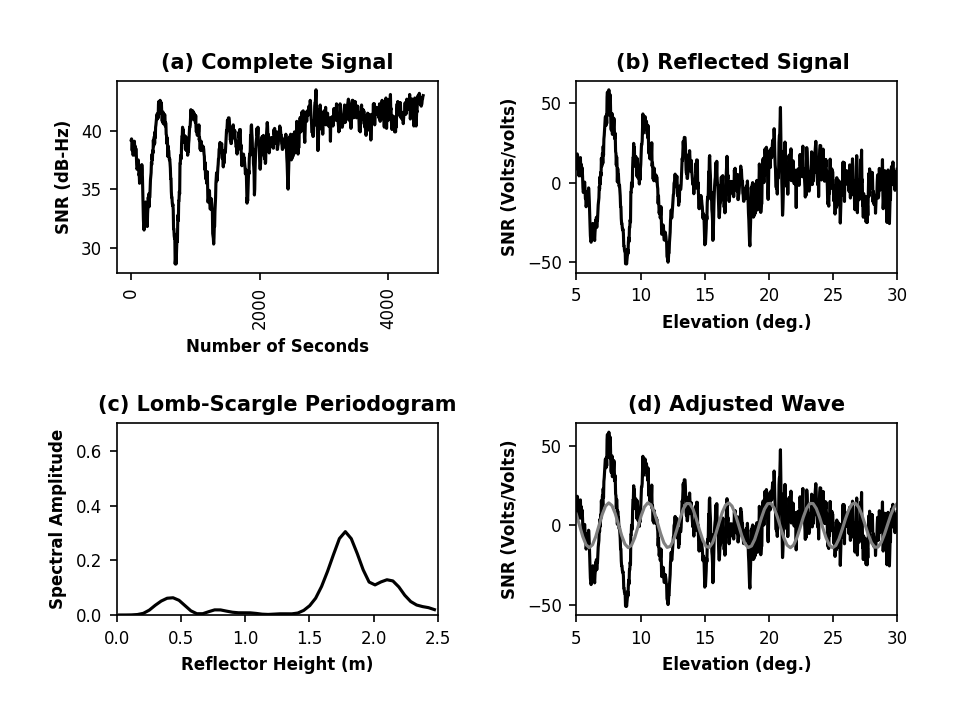 (a) Complete Signal
SNR (dB-Hz)
40
35
30
0
2000
4000
Number of Seconds
(b) Reflected Signal
SNR (Volts/volts)
50
0
−50
5 10 15 20 25 30
Elevation (deg.)
(c) Lomb-Scargle Periodogram
Spectral Amplitude
0.6
0.4
0.2
0.0
0.0 0.5 1.0 1.5 2.0 2.5
Reflector Height (m)
(d) Adjusted Wave
SNR (Volts/Volts)
50
0
−50
5 10 15 20 25 30
Elevation (deg.)